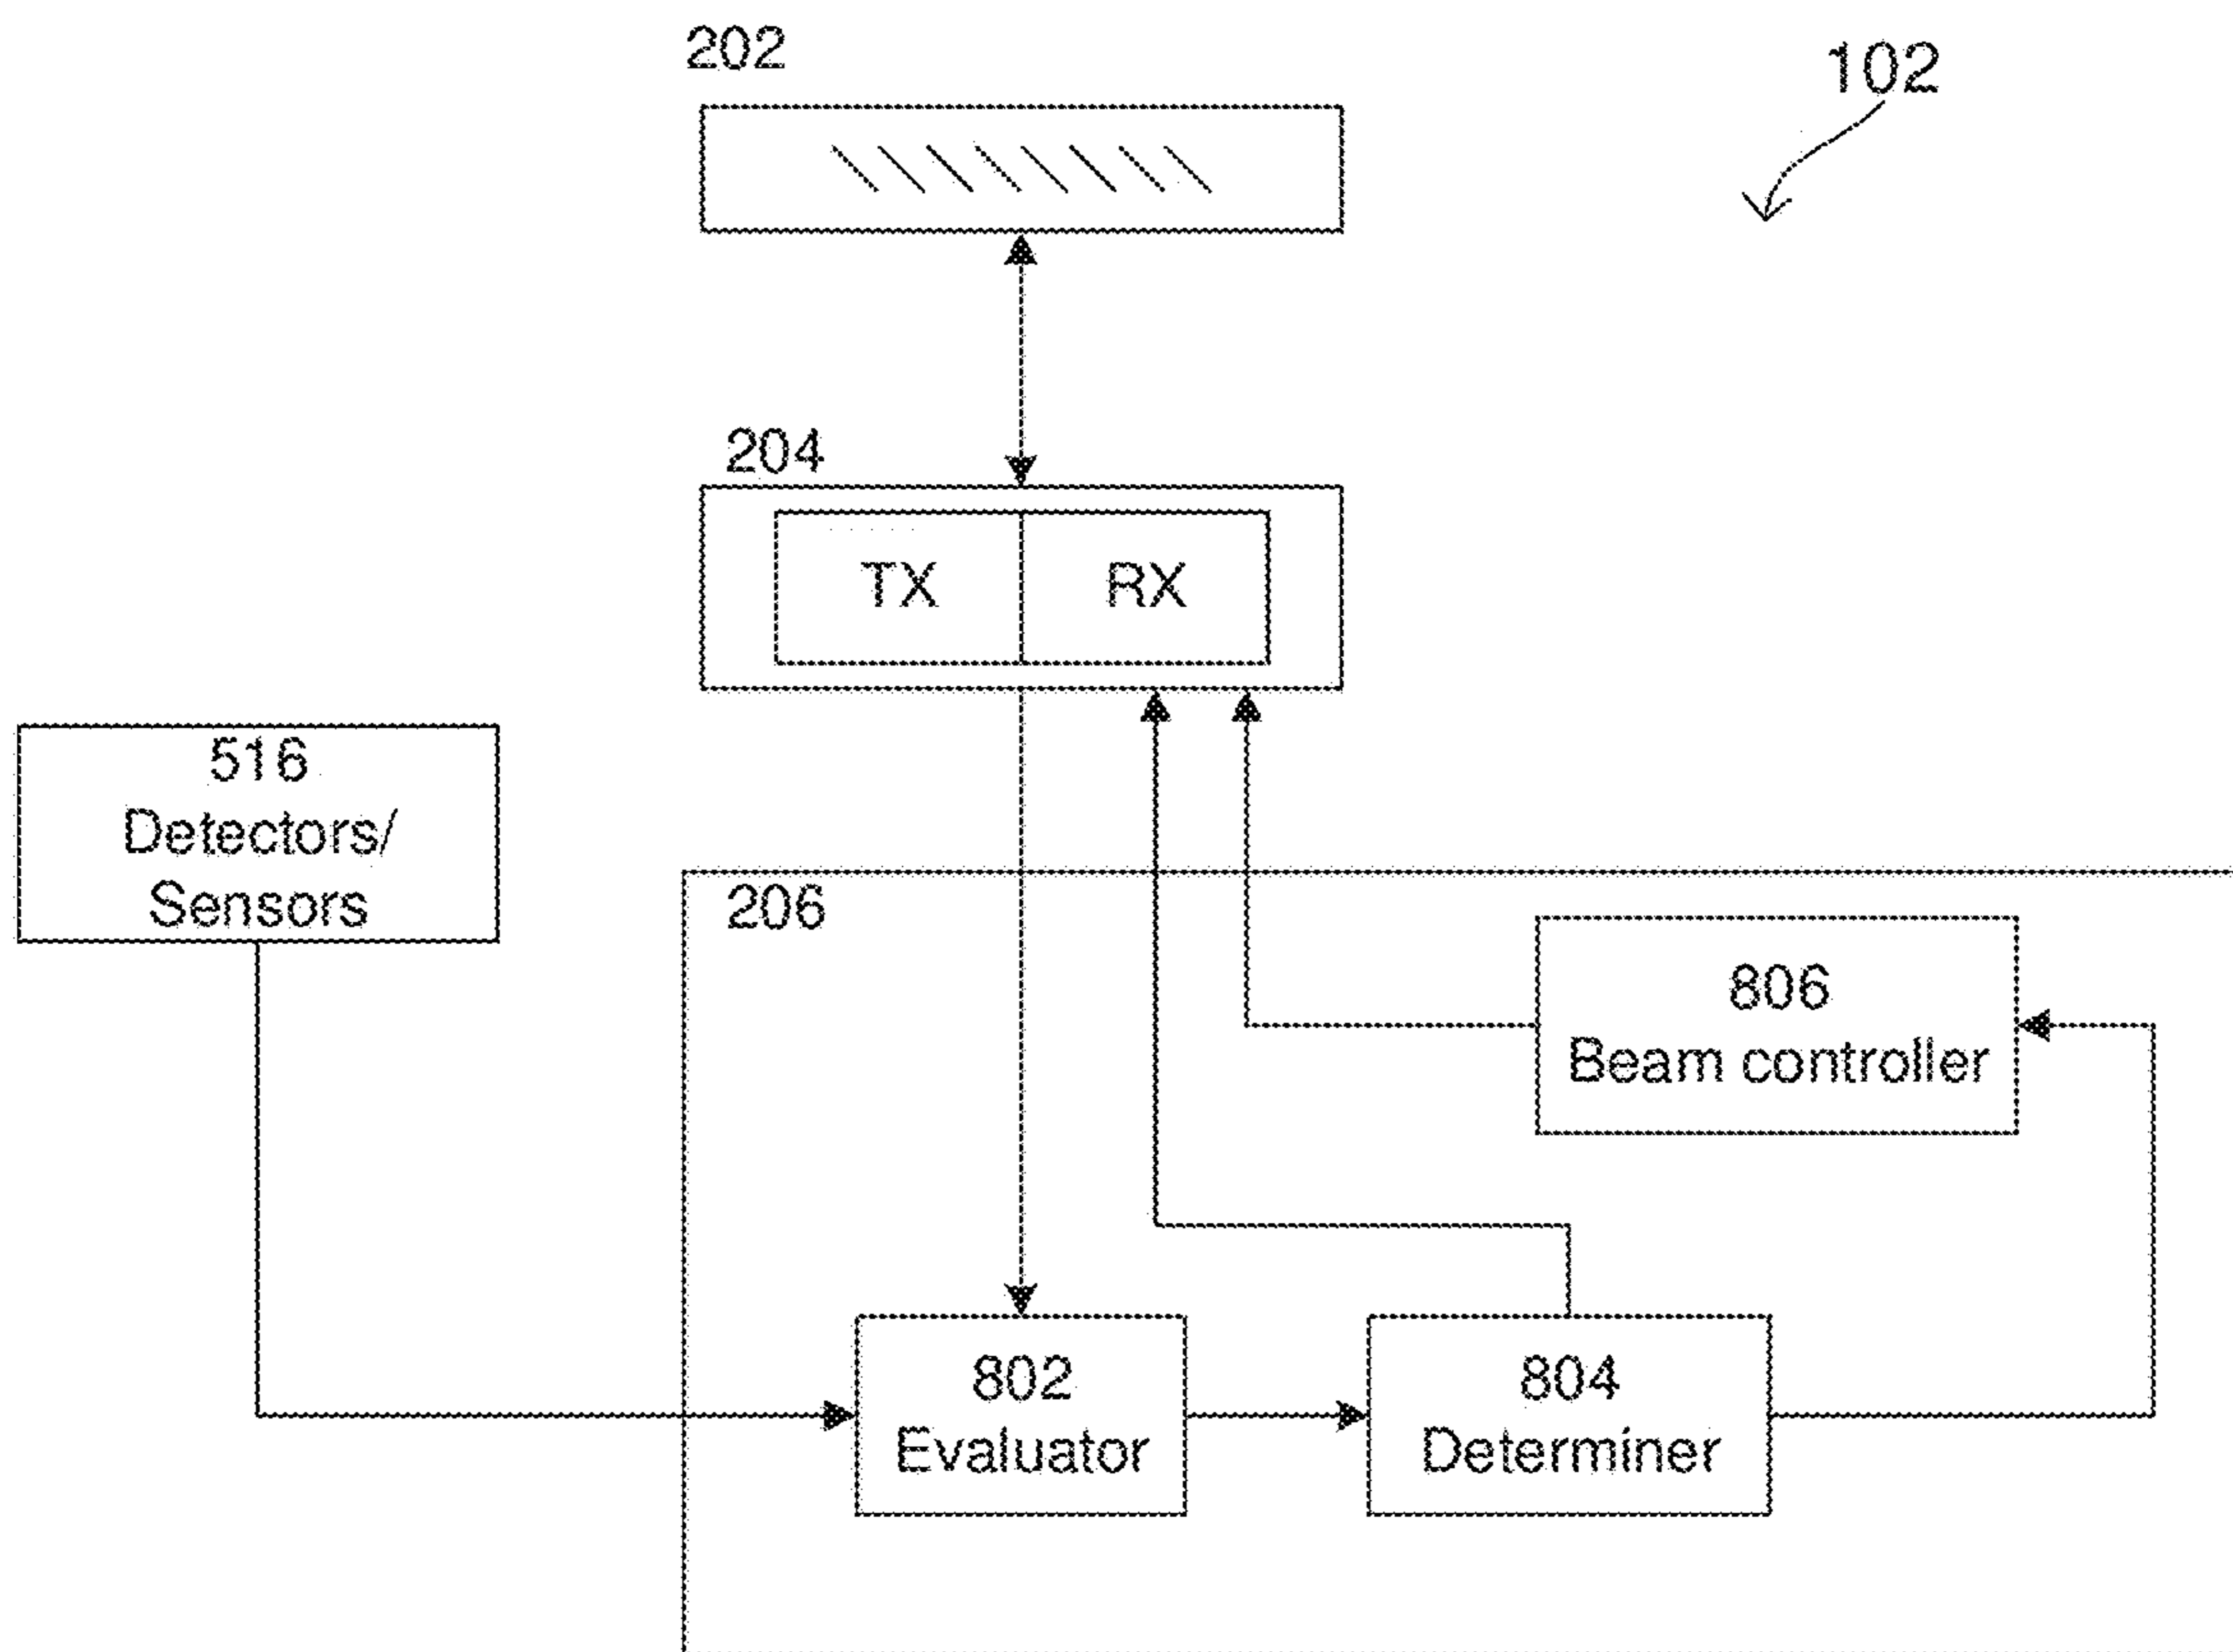 202
102
204
TX
RX
516
Detectors/
Sensors
206
806
Beam controller
802
Evaluator
804
Determiner